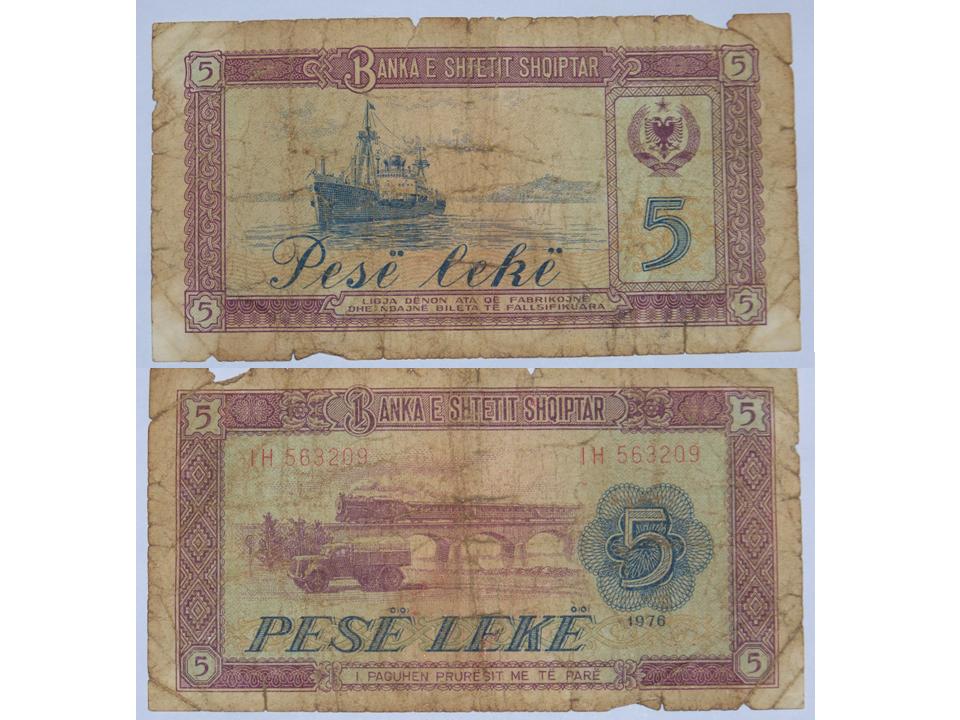 5 BANKA E SHTETIT SHQIPTAR 5
5
Pesë lekë
5 LIGJA DËNON ATA QË FABRIKOJNË 5
DHE NDAJNË BILETA TË FALLSIFIKUARA
5 BANKA E SHTETIT SHQIPTAR 5
IH 563209 IH 563209
5
PESË LEKË 1976
5 I. PAGUHEN PRURËSIT ME TË PARË 5